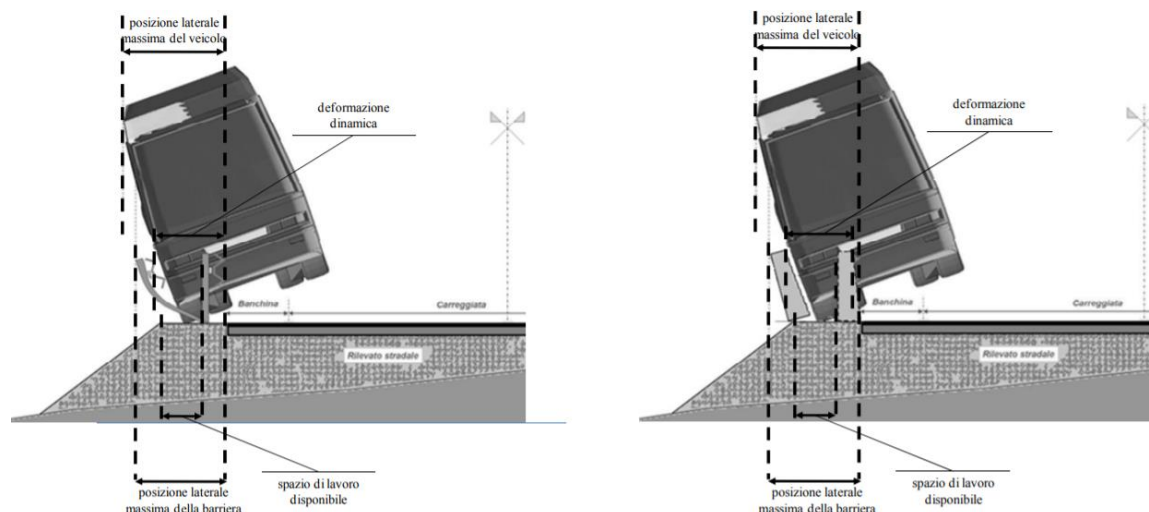 posizione laterale
massima del veicolo
deformazione
dinamica
Banchina
Carreggiata
Rilevato stradale
spazio di lavoro
disponibile
posizione laterale
massima della barriera
posizione laterale
massima del veicolo
deformazione
dinamica
Banchina
Carreggiata
Rilevato stradale
spazio di lavoro
disponibile
posizione laterale
massima della barriera